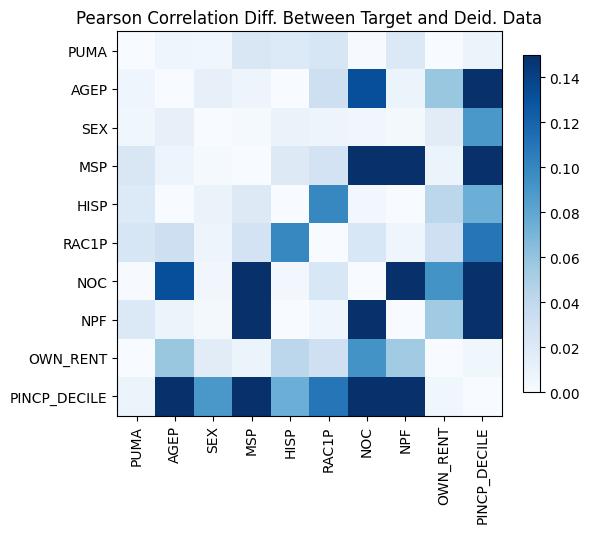 Pearson Correlation Diff. Between Target and Deid. Data
PUMA
AGEP
SEX
MSP
HISP
RAC1P
NOC
NPF
OWN_RENT
PINCP_DECILE
PUMA
AGEP
SEX
MSP
HISP
RAC1P
NOC
NPF
OWN_RENT
PINCP_DECILE
0.14
0.12
0.10
0.08
0.06
0.04
0.02
0.00